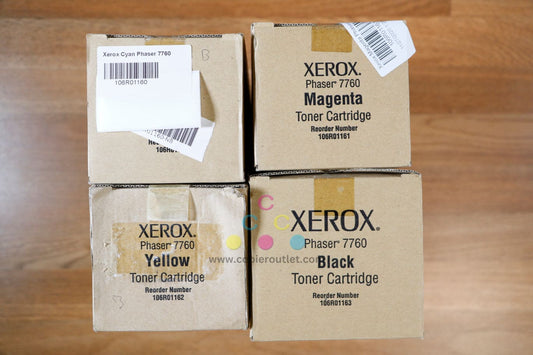 Xerox Cyan Phaser 7760
106R01160
B
XEROX.
Phaser® 7760
Magenta
Toner Cartridge
Reorder Number
106R01161
XEROX.
Phaser 7760
Yellow
Toner Cartridge
Reorder Number
106R01162
B
XEROX.
Phaser® 7760
Black
Toner Cartridge
Reorder Number
106R01163
C
C
C
www.copieroutlet.com